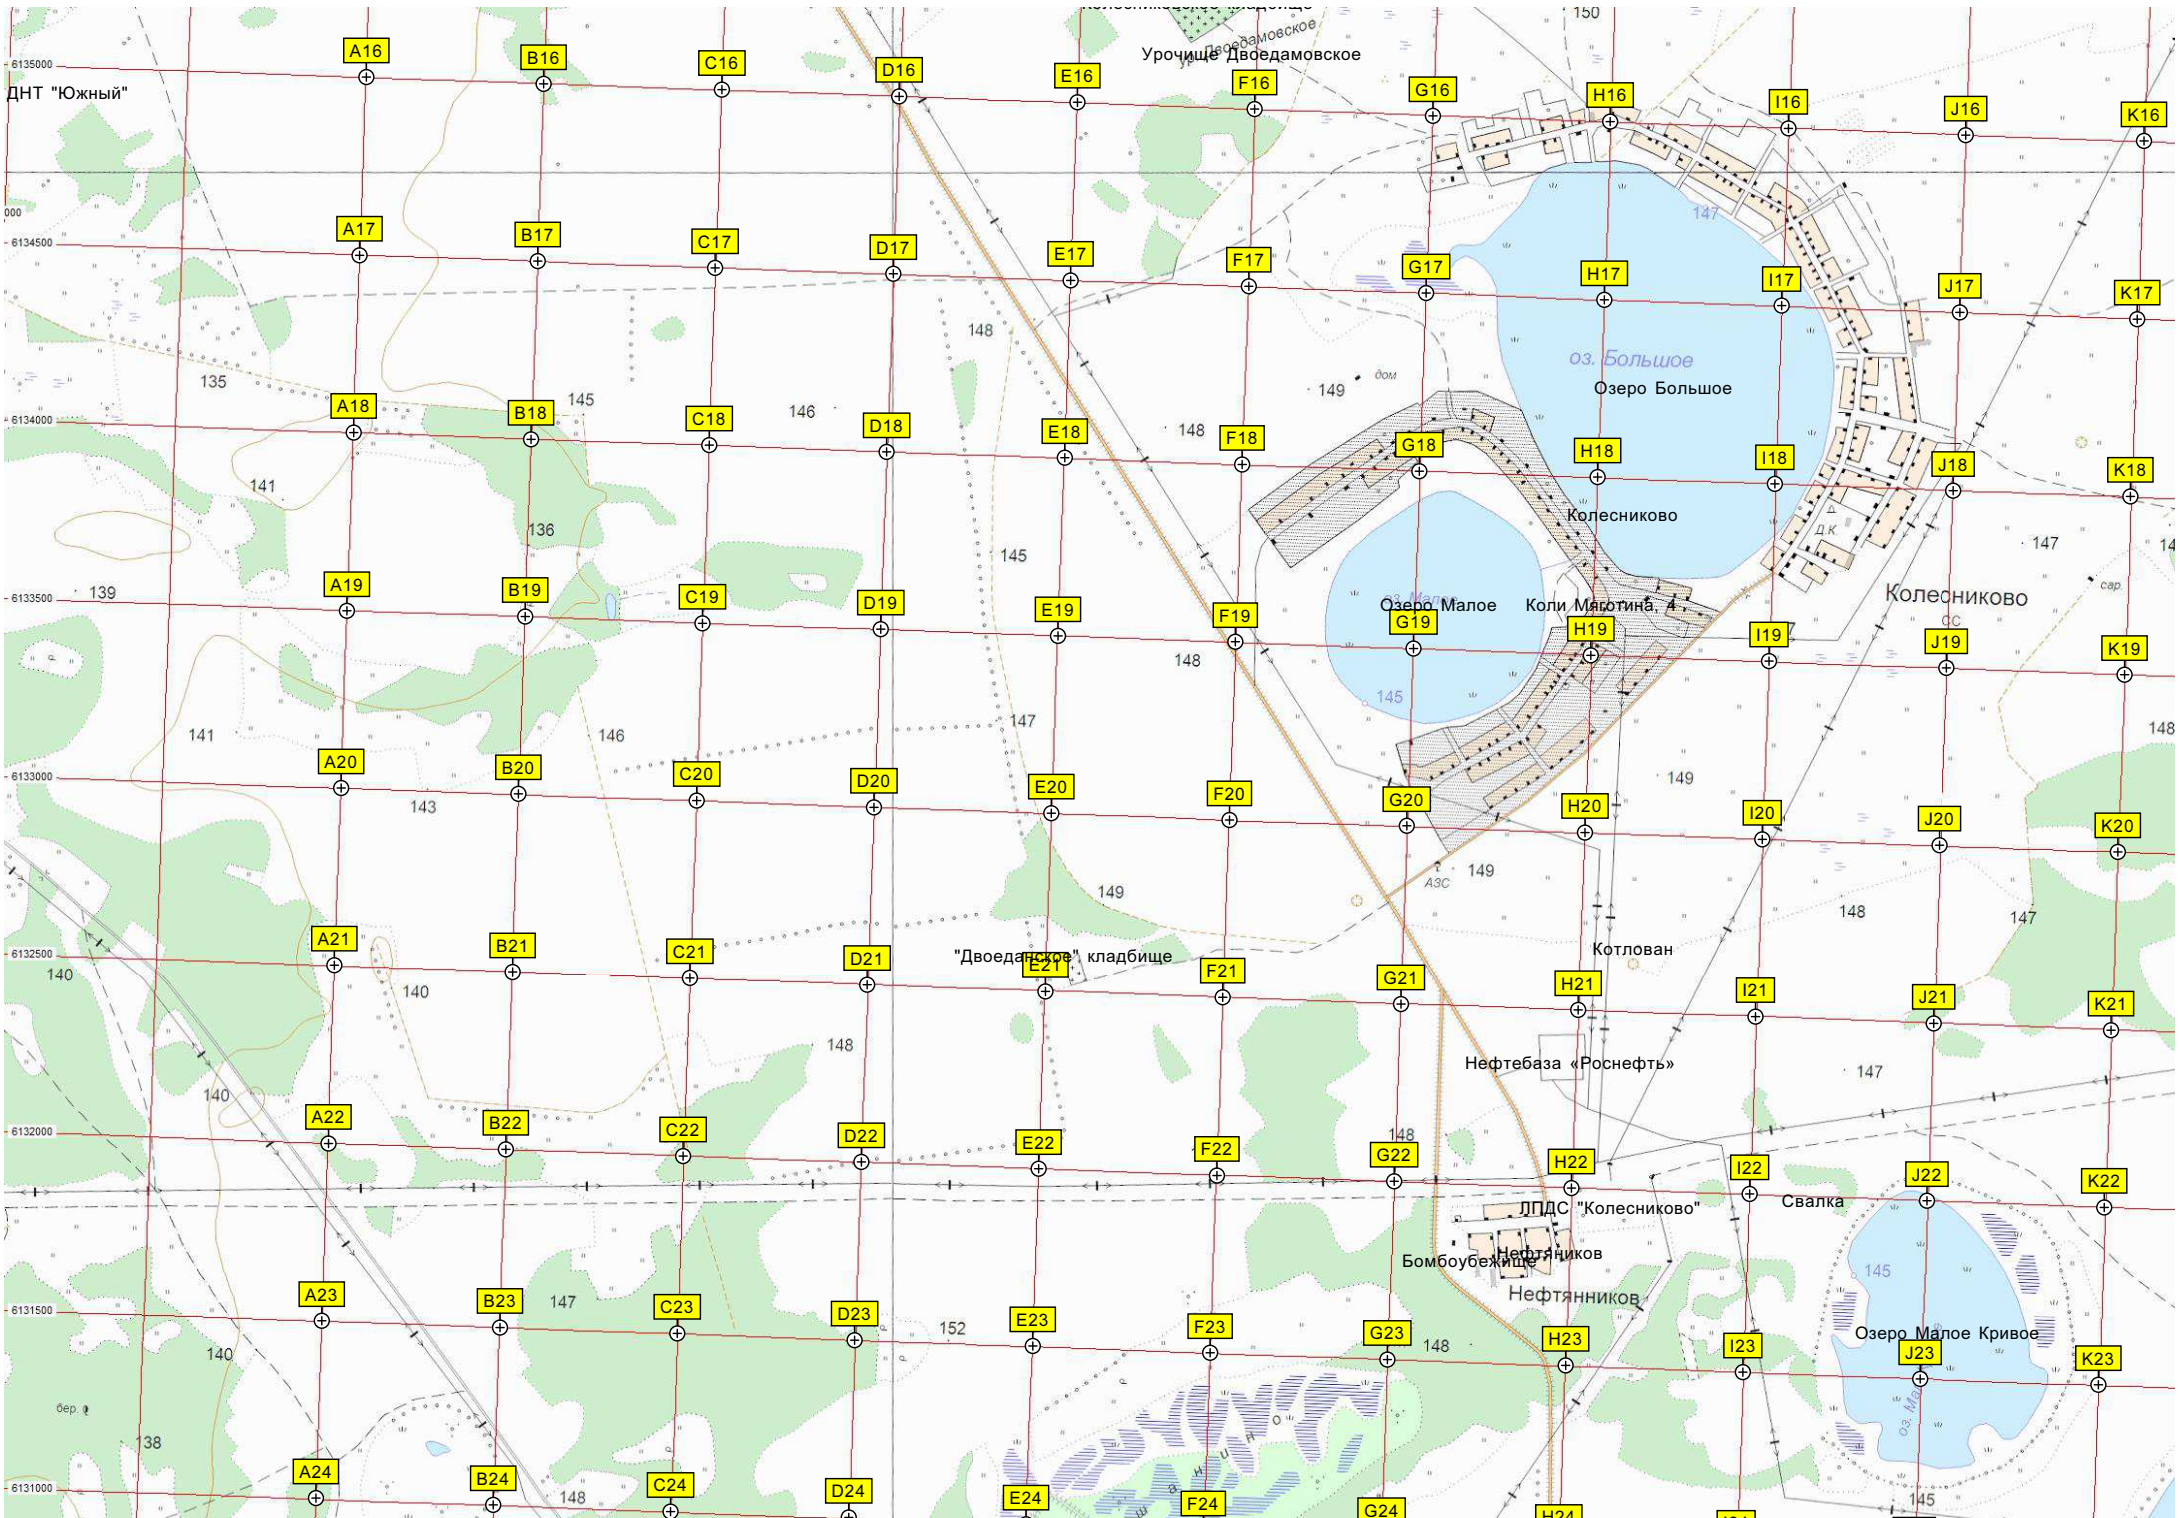 Двоедамовское
150
6135000
ДНТ "Южный"
Урочище Двоедамовское
A16
B16
C16
D16
E16
F16
G16
H16
I16
J16
K16
000
6134500
147
A17
B17
C17
D17
E17
F17
G17
H17
I17
J17
K17
148
оз. Большое
Озеро Большое
135
145
146
149
дом
148
6134000
A18
B18
C18
D18
E18
F18
G18
H18
I18
J18
K18
141
136
145
Колесниково
Д.К.
147
сар.
139
6133500
Колесниково
СС
Озеро Малое
Коли Мяготина, 4
A19
B19
C19
D19
E19
F19
G19
H19
I19
J19
K19
148
145
141
146
147
148
6133000
A20
B20
C20
D20
E20
F20
G20
H20
I20
J20
K20
143
149
149
АЗС
149
148
147
"Двоеданское" кладбище
Котлован
6132500
A21
B21
C21
D21
E21
F21
G21
H21
I21
J21
K21
140
140
148
Нефтебаза «Роснефть»
147
140
148
6132000
A22
B22
C22
D22
E22
F22
G22
H22
I22
J22
K22
ЛПДС "Колесниково"
Свалка
Нефтяников
Бомбоубежище
145
Нефтянников
147
152
148
6131500
A23
B23
C23
D23
E23
F23
G23
H23
I23
J23
K23
Озеро Малое Кривое
140
бер.
138
148
145
6131000
A24
B24
C24
D24
E24
F24
G24
H24